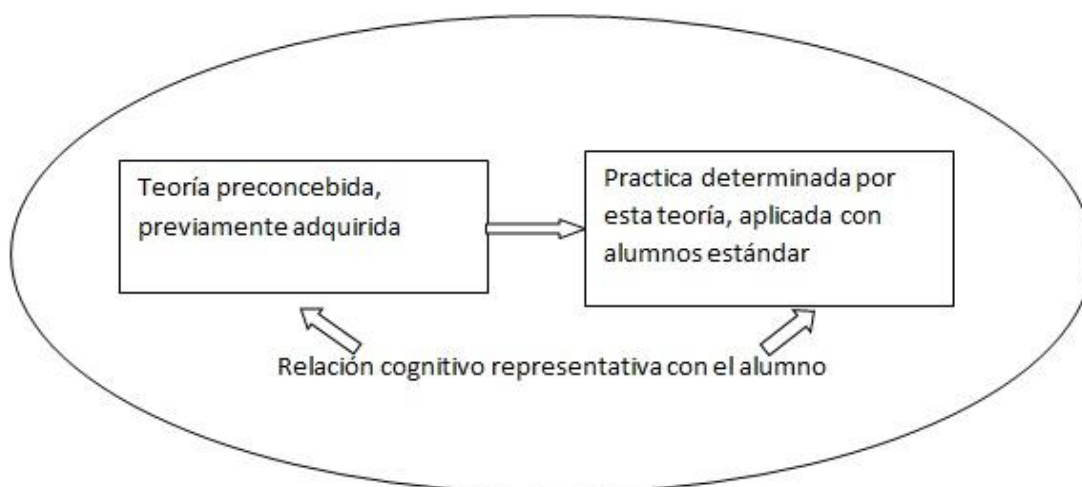 Teoría preconcebida,
previamente adquirida
Practica determinada por
esta teoría, aplicada con
alumnos estándar
Relación cognitivo representativa con el alumno